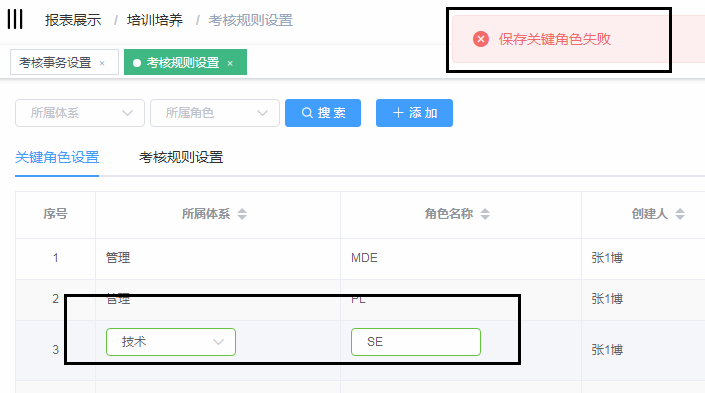 报表展示 / 培训培养 / 考核规则设置
保存关键角色失败
考核事务设置 × 考核规则设置 ×
所属体系 所属角色 搜索 添加
关键角色设置 考核规则设置
序号 所属体系 角色名称 创建人
1 管理 MDE 张1博
2 管理 PL 张1博
3 技术 SE 张1博